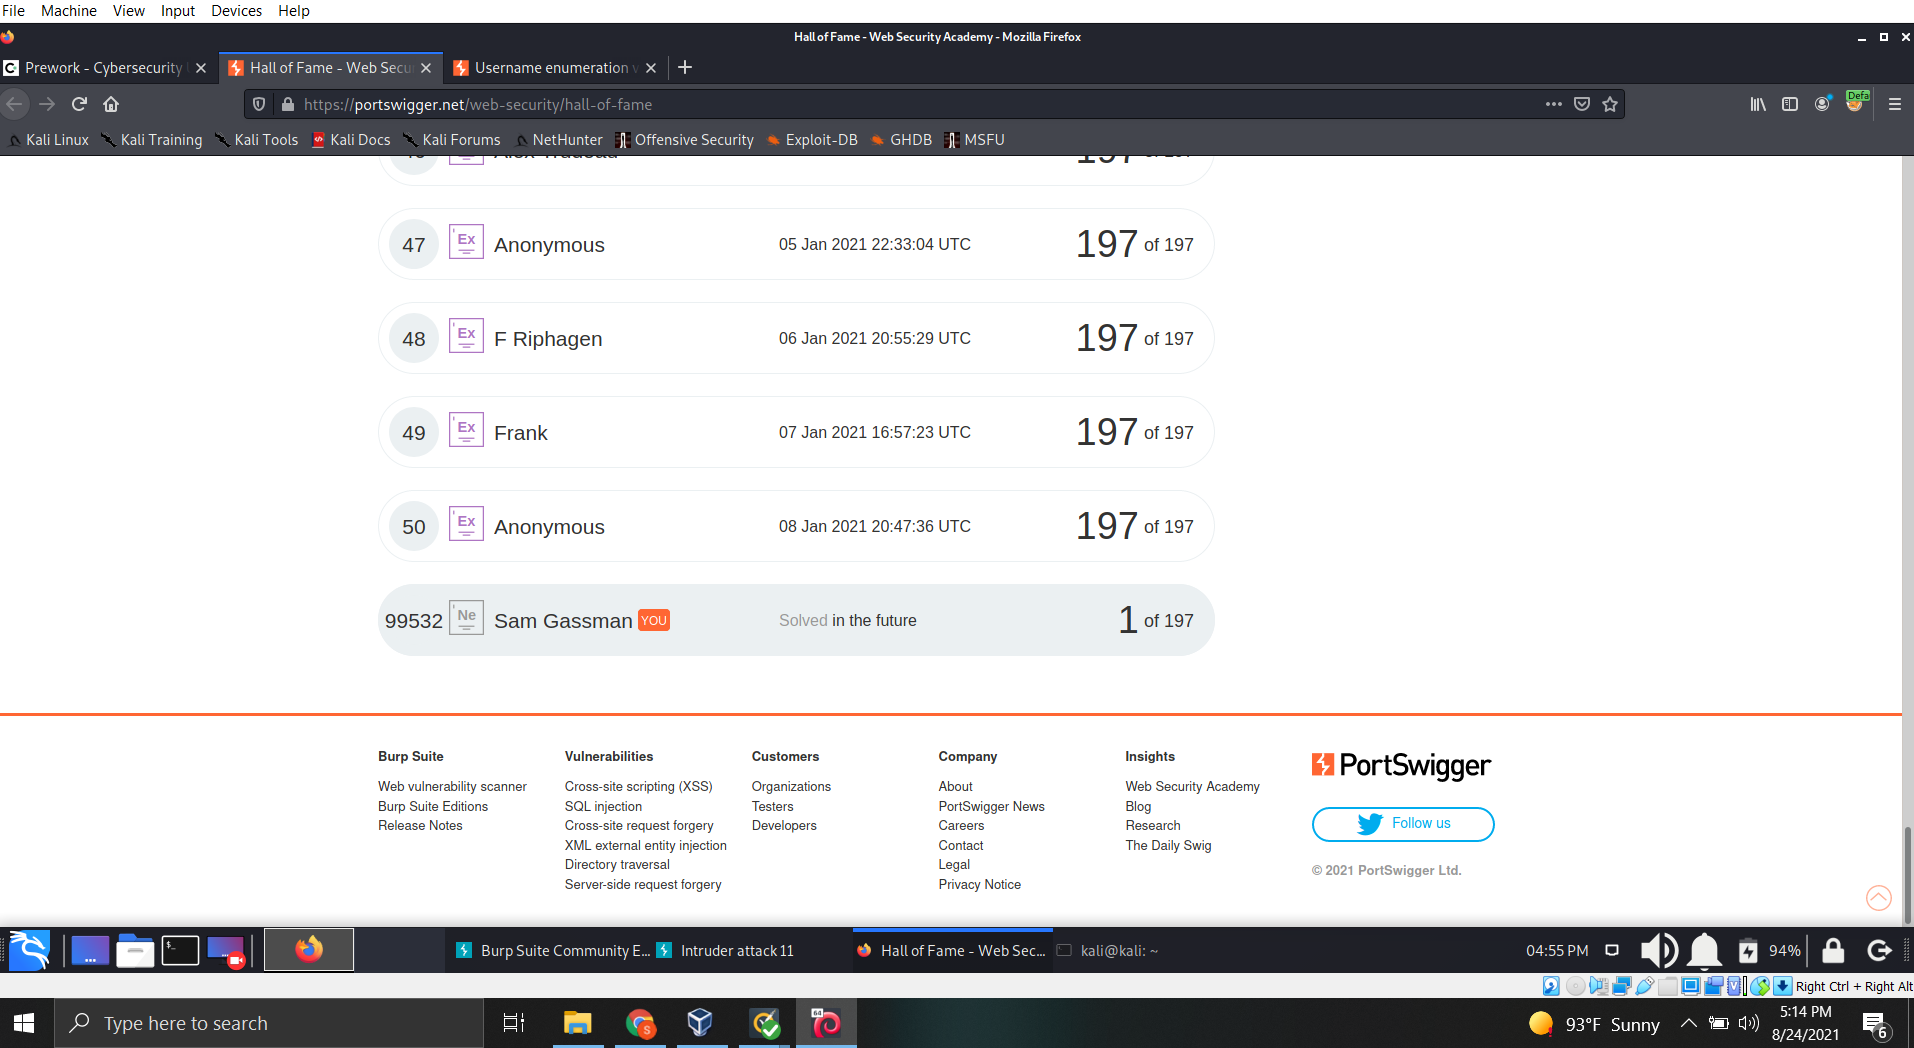 File Machine View Input Devices Help
Hall of Fame - Web Security Academy - Mozilla Firefox
Prework - Cybersecurity
Hall of Fame - Web Secu
Username enumeration v
https://portswigger.net/web-security/hall-of-fame
Defa
Kali Linux Kali Training Kali Tools Kali Docs Kali Forums NetHunter Offensive Security Exploit-DB GHDB MSFU
46 Alex Trudeau 197 of 197
47 Ex Anonymous 05 Jan 2021 22:33:04 UTC 197 of 197
48 Ex F Riphagen 06 Jan 2021 20:55:29 UTC 197 of 197
49 Ex Frank 07 Jan 2021 16:57:23 UTC 197 of 197
50 Ex Anonymous 08 Jan 2021 20:47:36 UTC 197 of 197
99532 Ne Sam Gassman YOU Solved in the future 1 of 197
Burp Suite
Web vulnerability scanner
Burp Suite Editions
Release Notes
Vulnerabilities
Cross-site scripting (XSS)
SQL injection
Cross-site request forgery
XML external entity injection
Directory traversal
Server-side request forgery
Customers
Organizations
Testers
Developers
Company
About
PortSwigger News
Careers
Contact
Legal
Privacy Notice
Insights
Web Security Academy
Blog
Research
The Daily Swig
PortSwigger
Follow us
© 2021 PortSwigger Ltd.
Burp Suite Community E... Intruder attack 11 Hall of Fame - Web Sec... kali@kali: ~ 04:55 PM 94%
Right Ctrl + Right Alt
Type here to search
S
64
93°F Sunny
5:14 PM
8/24/2021
6